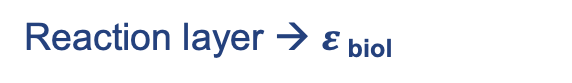 Reaction layer → ε biol